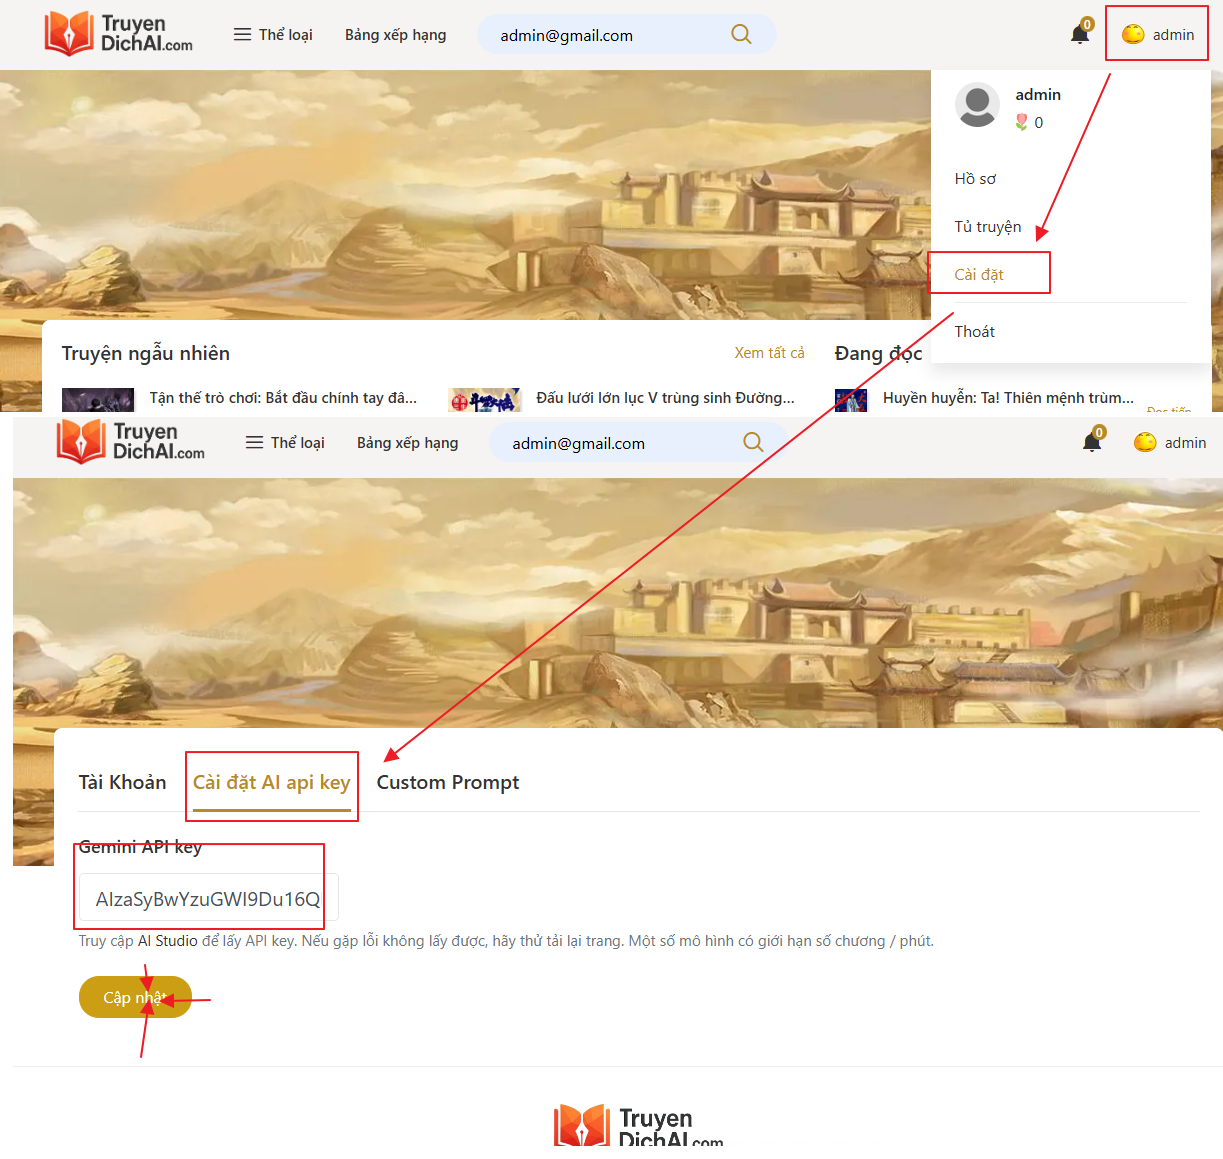 Truyen
DichAI.com
Thể loại
Bảng xếp hạng
admin@gmail.com
0
admin
admin
0
Hồ sơ
Tủ truyện
Cài đặt
Thoát
Truyện ngẫu nhiên
Xem tất cả
Đang đọc
Tận thế trò chơi: Bắt đầu chính tay đâ...
Đấu lưới lớn lục V trùng sinh Đường...
Huyền huyễn: Ta! Thiên mệnh trùm...
Đọc tiếp
Truyen
DichAI.com
Thể loại
Bảng xếp hạng
admin@gmail.com
0
admin
Tài Khoản
Cài đặt AI api key
Custom Prompt
Gemini API key
AIzaSyBwYzuGWI9Du16Q
Truy cập AI Studio để lấy API key. Nếu gặp lỗi không lấy được, hãy thử tải lại trang. Một số mô hình có giới hạn số chương / phút.
Cập nhật
Truyen
DichAI.com